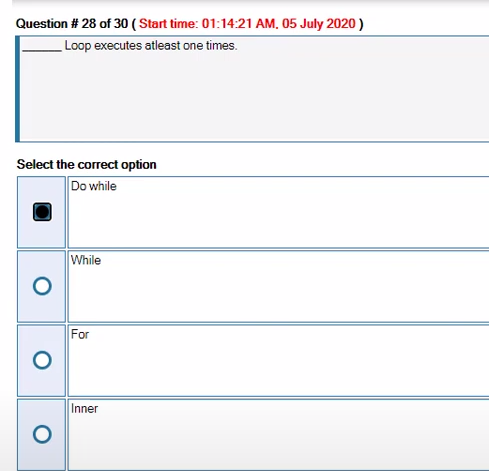 Question # 28 of 30 ( Start time: 01:14:21 AM, 05 July 2020 )
______ Loop executes atleast one times.
Select the correct option
Do while
While
For
Inner